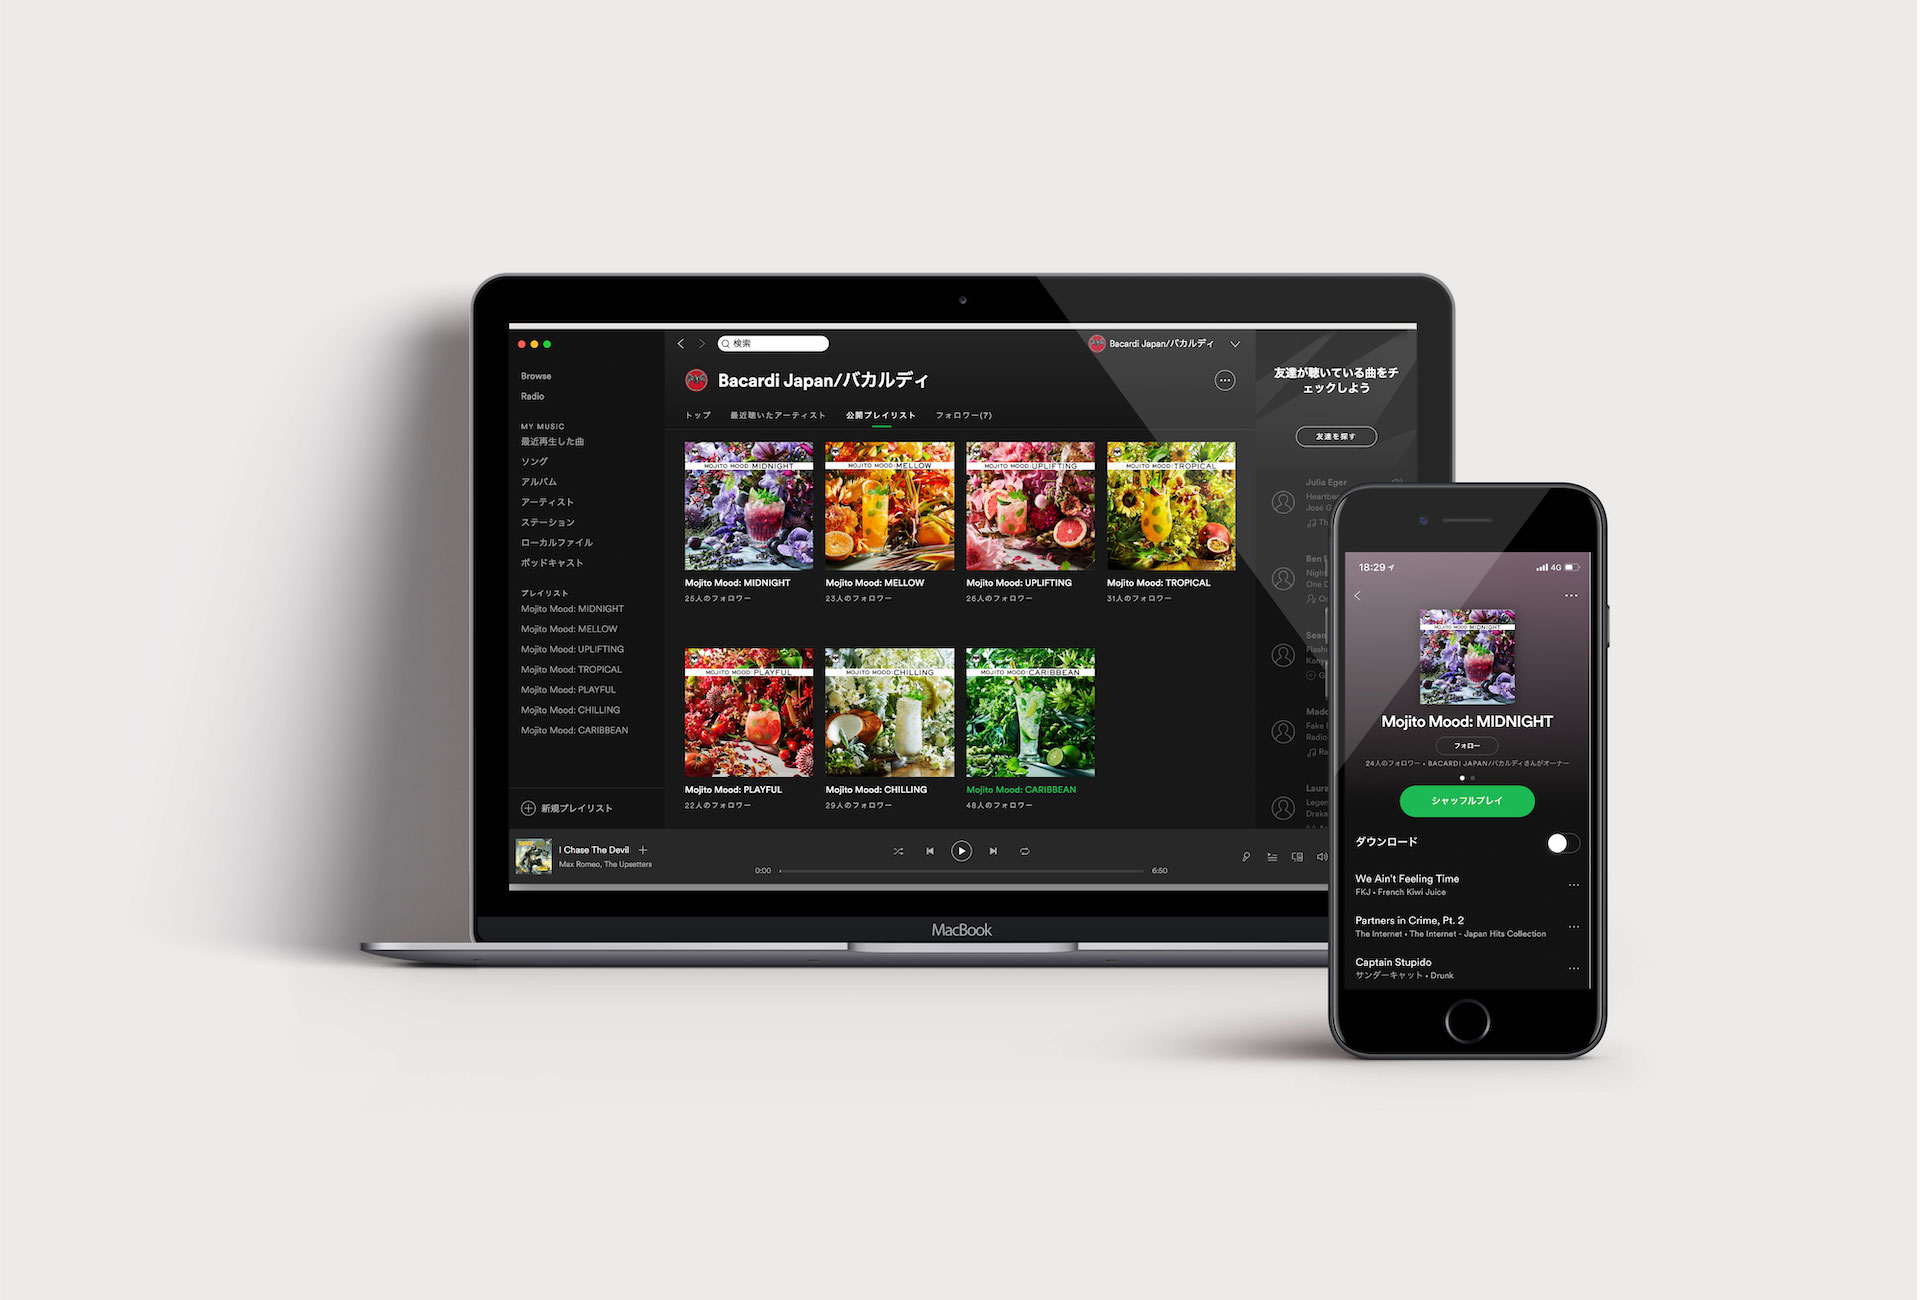 Browse
Radio
MY MUSIC
最近再生した曲
ソング
アルバム
アーティスト
ステーション
ローカルファイル
ポッドキャスト
プレイリスト
Mojito Mood: MIDNIGHT
Mojito Mood: MELLOW
Mojito Mood: UPLIFTING
Mojito Mood: TROPICAL
Mojito Mood: PLAYFUL
Mojito Mood: CHILLING
Mojito Mood: CARIBBEAN
新規プレイリスト
検索
Bacardi Japan/バカルディ
Bacardi Japan/バカルディ
トップ 最近聴いたアーティスト 公開プレイリスト フォロワー(7)
MOJITO MOOD:MIDNIGHT
MOJITO MOOD:MELLOW
MOJITO MOOD:UPLIFTING
MOJITO MOOD:TROPICAL
Mojito Mood: MIDNIGHT
25人のフォロワー
Mojito Mood: MELLOW
23人のフォロワー
Mojito Mood: UPLIFTING
26人のフォロワー
Mojito Mood: TROPICAL
31人のフォロワー
MOJITO MOOD:PLAYFUL
MOJITO MOOD:CHILLING
MOJITO MOOD:CARIBBEAN
Mojito Mood: PLAYFUL
22人のフォロワー
Mojito Mood: CHILLING
29人のフォロワー
Mojito Mood: CARIBBEAN
48人のフォロワー
友達が聴いている曲をチ
ェックしよう
友達を探す
Julia Eger
José
Ben
Night
One D
Sean
Kany
Mado
Fake
Radio
Laura
Legen
Drake
I Chase The Devil
Max Romeo, The Upsetters
0:00
6:50
MacBook
18:29
4G
MOJITO MOOD:MIDNIGHT
Mojito Mood: MIDNIGHT
フォロー
24人のフォロワー • BACARDI JAPAN/バカルディさんがオーナー
シャッフルプレイ
ダウンロード
We Ain't Feeling Time
FKJ • French Kiwi Juice
Partners in Crime, Pt. 2
The Internet • The Internet - Japan Hits Collection
Captain Stupido
サンダーキャット • Drunk